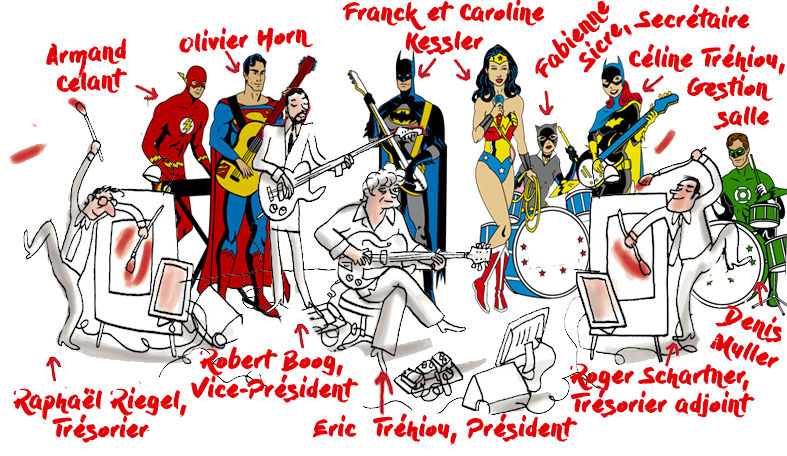 Armand
Celant
Olivier Horn
Franck et Caroline
Kessler
Fabienne
Sicre, Secrétaire
Céline Tréhiou,
Gestion
salle
Raphaël Riegel,
Trésorier
Robert Boog,
Vice-Président
Eric Tréhiou, Président
Roger Schartner,
Trésorier adjoint
Denis
Muller